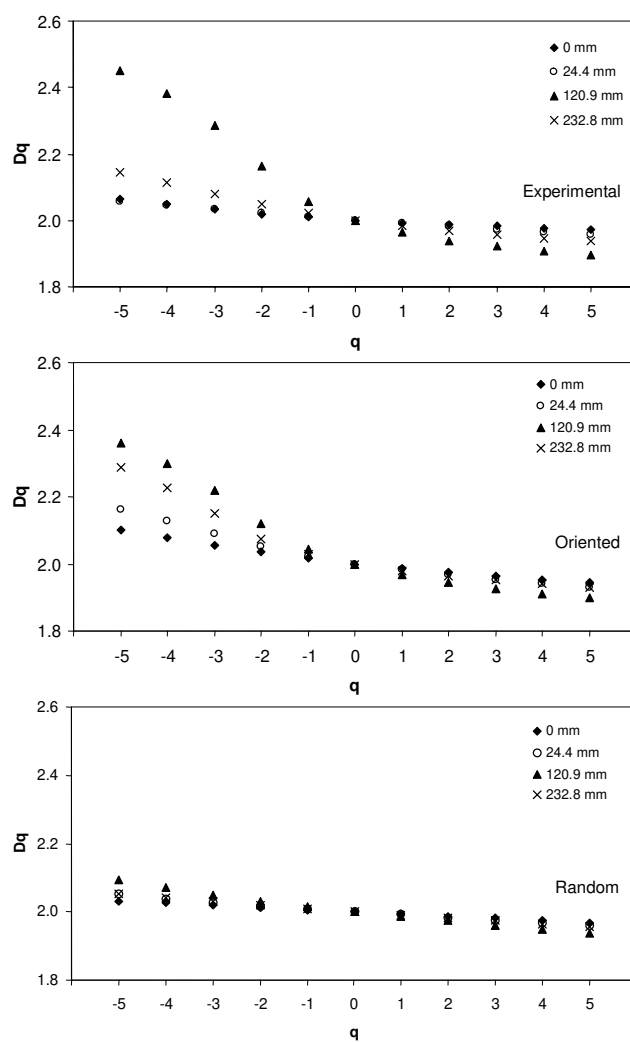 2.6
0 mm
24.4 mm
2.4
120.9 mm
232.8 mm
Dq
2.2
Experimental
2.0
1.8
-5 -4 -3 -2 -1 0 1 2 3 4 5
q
2.6
0 mm
24.4 mm
2.4
120.9 mm
232.8 mm
Dq
2.2
Oriented
2.0
1.8
-5 -4 -3 -2 -1 0 1 2 3 4 5
q
2.6
0 mm
24.4 mm
2.4
120.9 mm
232.8 mm
Dq
2.2
Random
2.0
1.8
-5 -4 -3 -2 -1 0 1 2 3 4 5
q